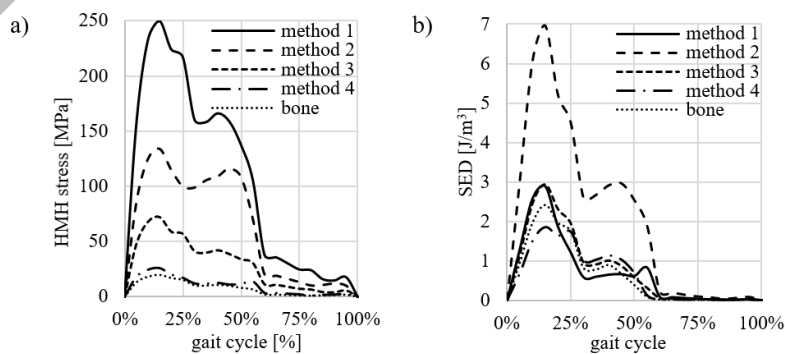 a)
HMH stress [MPa]
250
200
150
100
50
0
0% 25% 50% 75% 100%
gait cycle [%]
method 1
method 2
method 3
method 4
bone
b)
SED [J/m³]
7
6
5
4
3
2
1
0
0% 25% 50% 75% 100%
gait cycle
method 1
method 2
method 3
method 4
bone